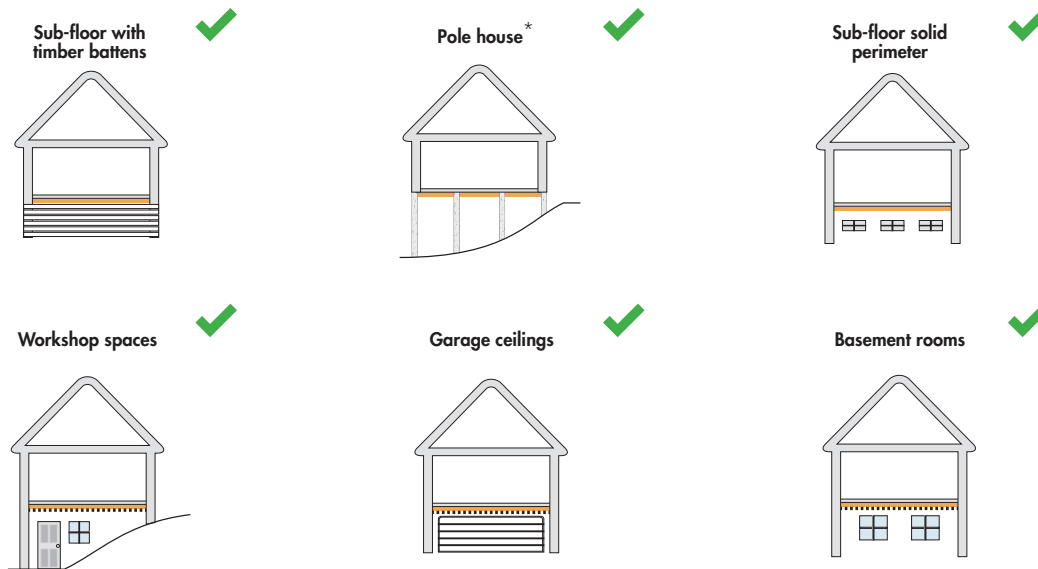 Sub-floor with
timber battens
Pole house*
Sub-floor solid
perimeter
Workshop spaces
Garage ceilings
Basement rooms